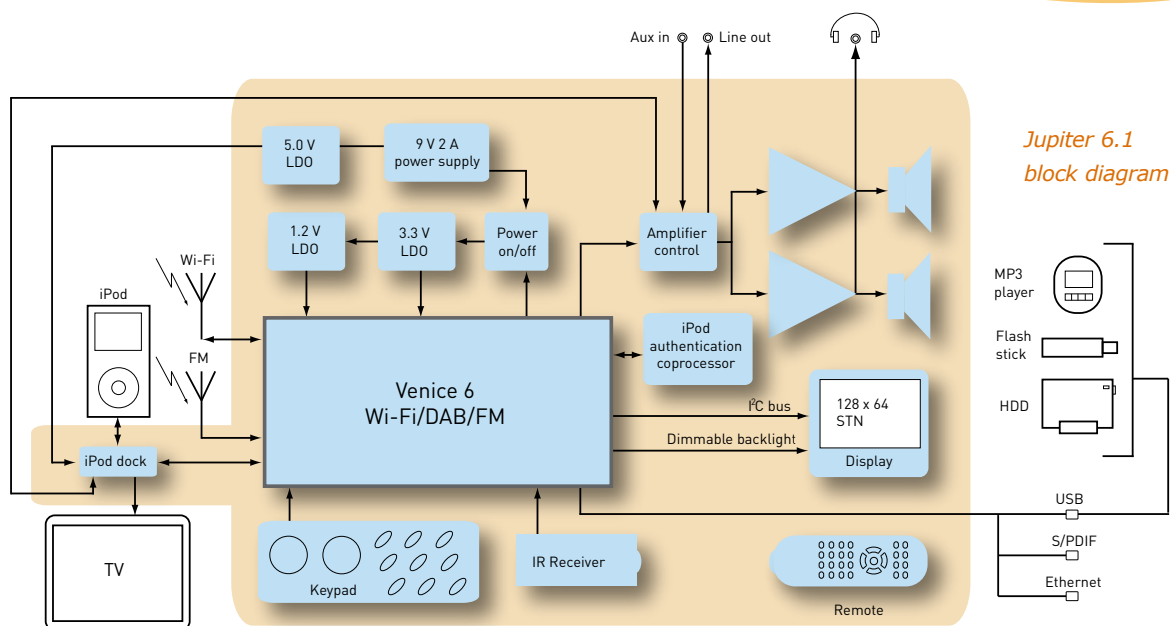 Aux in
Line out
Jupiter 6.1
block diagram
5.0 V
LDO
9 V 2 A
power supply
1.2 V
LDO
3.3 V
LDO
Power
on/off
Amplifier
control
Wi-Fi
iPod
FM
MP3
player
Flash
stick
HDD
iPod
authentication
coprocessor
Venice 6
Wi-Fi/DAB/FM
I²C bus
Dimmable backlight
128 x 64
STN
Display
iPod dock
TV
Keypad
IR Receiver
Remote
USB
S/PDIF
Ethernet